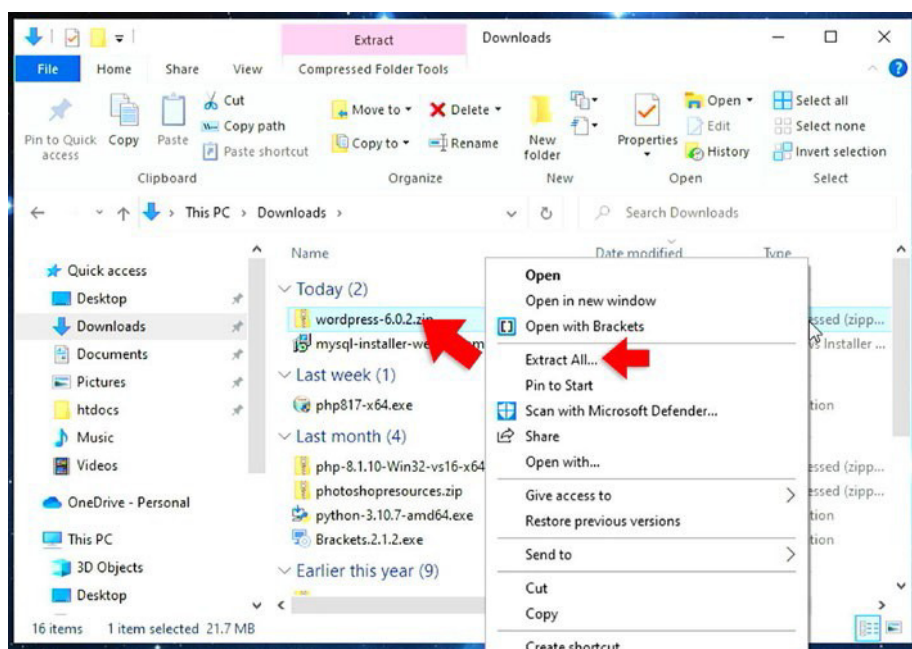 Extract Downloads
File Home Share View Compressed Folder Tools
Pin to Quick access
Copy
Paste
Cut
Copy path
Paste shortcut
Clipboard
Move to
Copy to
Delete
Rename
Organize
New folder
New
Properties
Open
Edit
History
Open
Select all
Select none
Invert selection
Select
This PC > Downloads >
Search Downloads
Quick access
Desktop
Downloads
Documents
Pictures
htdocs
Music
Videos
OneDrive - Personal
This PC
3D Objects
Desktop
Name Date modified Type
Today (2)
wordpress-6.0.2.zip
Last week (1)
php817-x64.exe
Last month (4)
php-8.1.10-Win32-vs16-x64
photoshopresources.zip
python-3.10.7-amd64.exe
Brackets.2.1.2.exe
Earlier this year (9)
Open
Open in new window
Open with Brackets
Extract All...
Pin to Start
Scan with Microsoft Defender...
Share
Open with...
Give access to
Restore previous versions
Send to
Cut
Copy
Create shortcut
16 items 1 item selected 21.7 MB